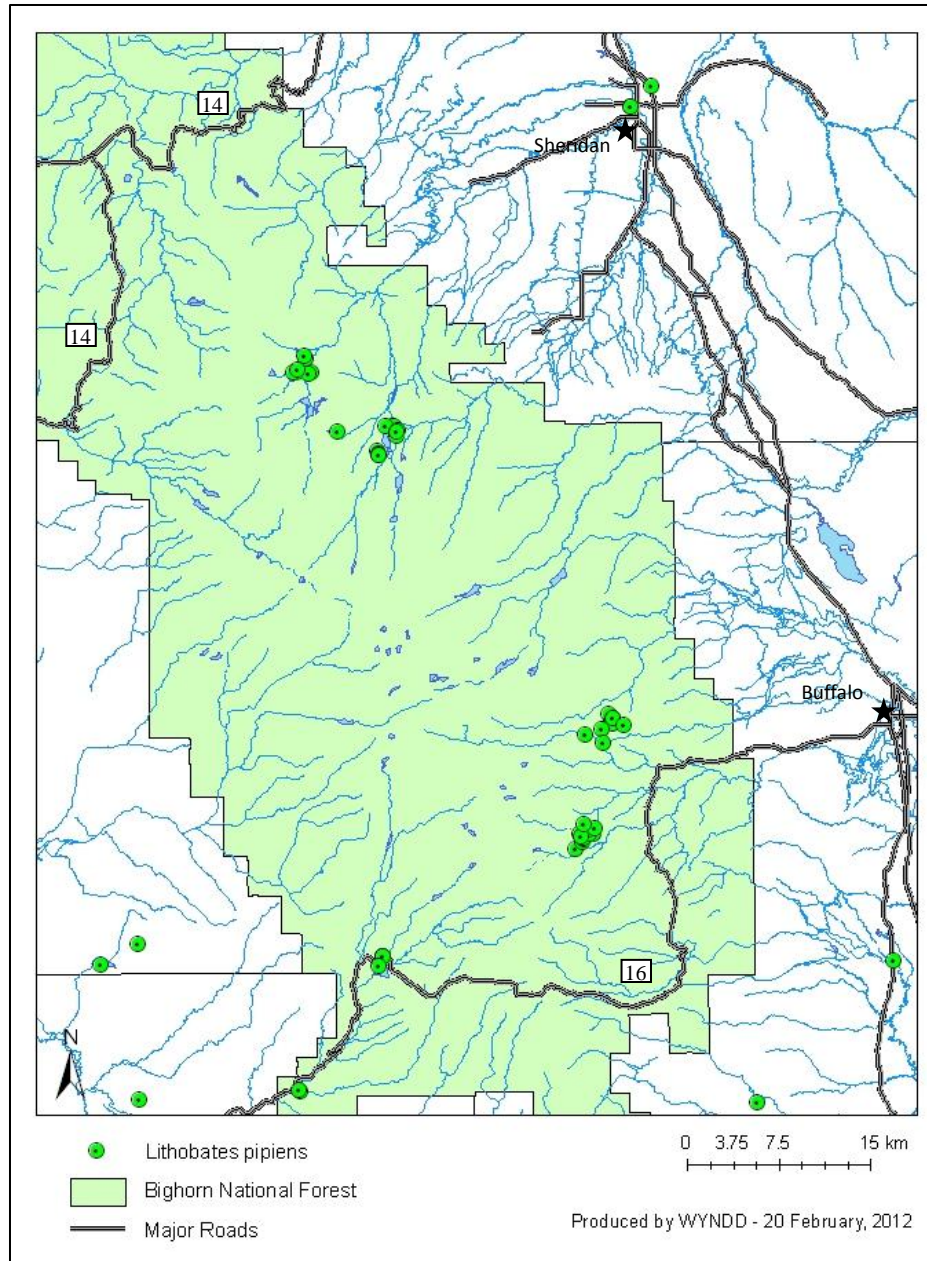 14
Sheridan
14
Buffalo
16
N
Lithobates pipiens
Bighorn National Forest
Major Roads
0 3.75 7.5 15 km
Produced by WYNDD - 20 February, 2012